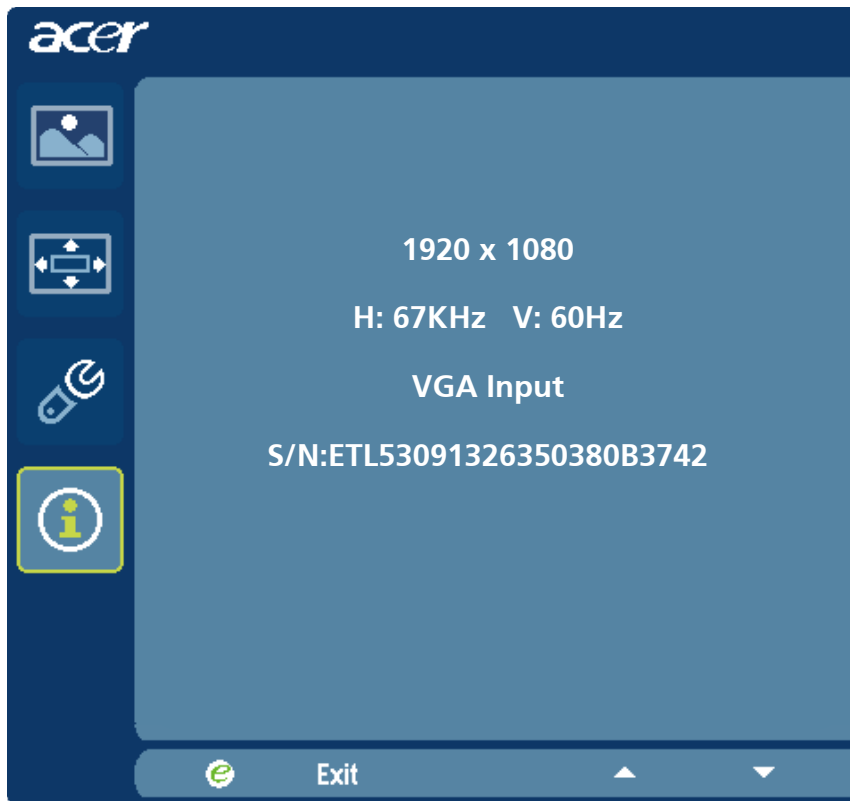 acer
1920 x 1080
H: 67KHz V: 60Hz
VGA Input
S/N:ETL53091326350380B3742
e Exit